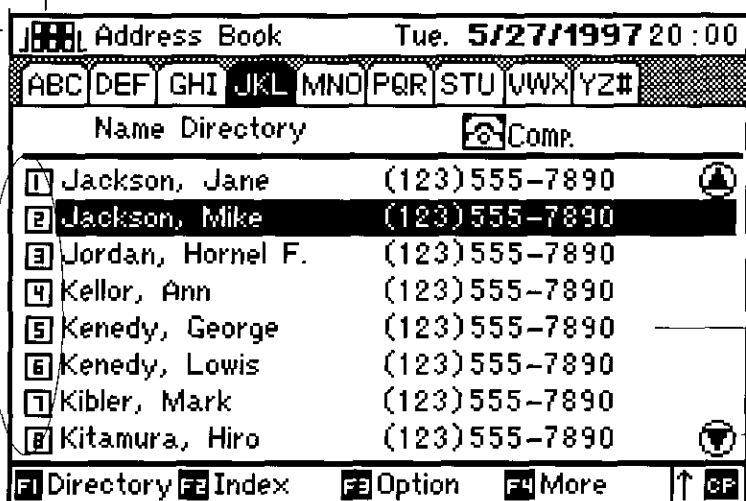 Address Book Tue. 5/27/1997 20:00
ABC DEF GHI JKL MNO PQR STU VWX YZ#
Name Directory Comp.
1 Jackson, Jane (123)555-7890
2 Jackson, Mike (123)555-7890
3 Jordan, Hornel F. (123)555-7890
4 Kellor, Ann (123)555-7890
5 Kenedy, George (123)555-7890
6 Kenedy, Lowis (123)555-7890
7 Kibler, Mark (123)555-7890
8 Kitamura, Hiro (123)555-7890
F1 Directory F2 Index F3 Option F4 More ↑ CP